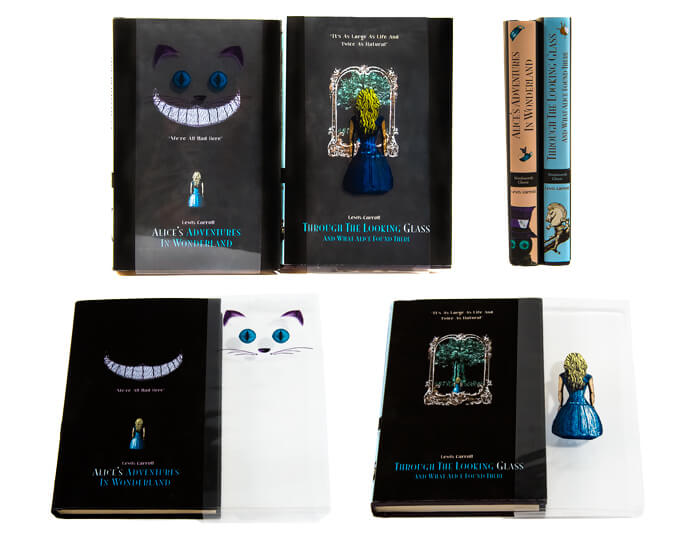 'We're All Mad Here'
Lewis Carroll
Alice's Adventures
In Wonderland
'It's As Large As Life And
Twice As Natural'
Lewis Carroll
Through The Looking Glass
And What Alice Found There
Alice's Adventures
In Wonderland
Lewis Carroll
Through The Looking Glass
And What Alice Found There
Lewis Carroll
'We're All Mad Here'
Lewis Carroll
Alice's Adventures
In Wonderland
'It's As Large As Life And
Twice As Natural'
Lewis Carroll
Through The Looking Glass
And What Alice Found There